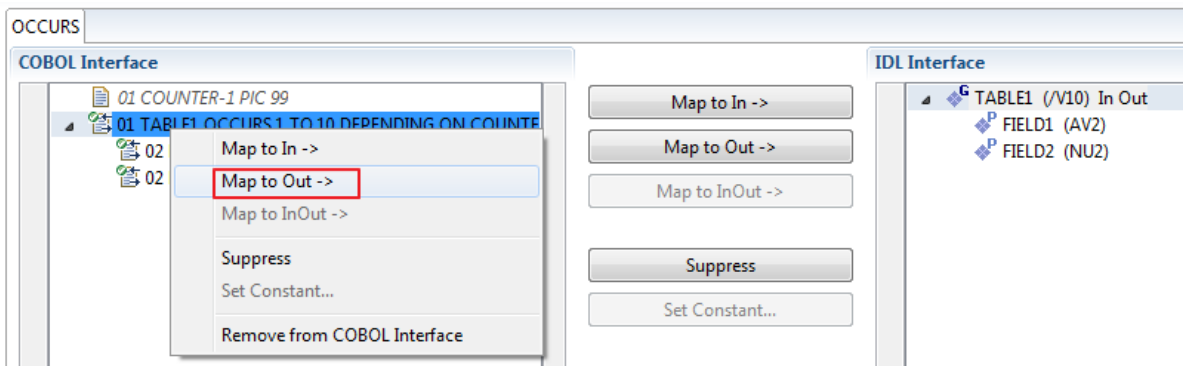 OCCURS
COBOL Interface
01 COUNTER-1 PIC 99
01 TABLE1 OCCURS 1 TO 10 DEPENDING ON COUNTE
02
02
Map to In ->
Map to Out ->
Map to InOut ->
Suppress
Set Constant...
Remove from COBOL Interface
Map to In ->
Map to Out ->
Map to InOut ->
Suppress
Set Constant...
IDL Interface
TABLE1 (/V10) In Out
FIELD1 (AV2)
FIELD2 (NU2)